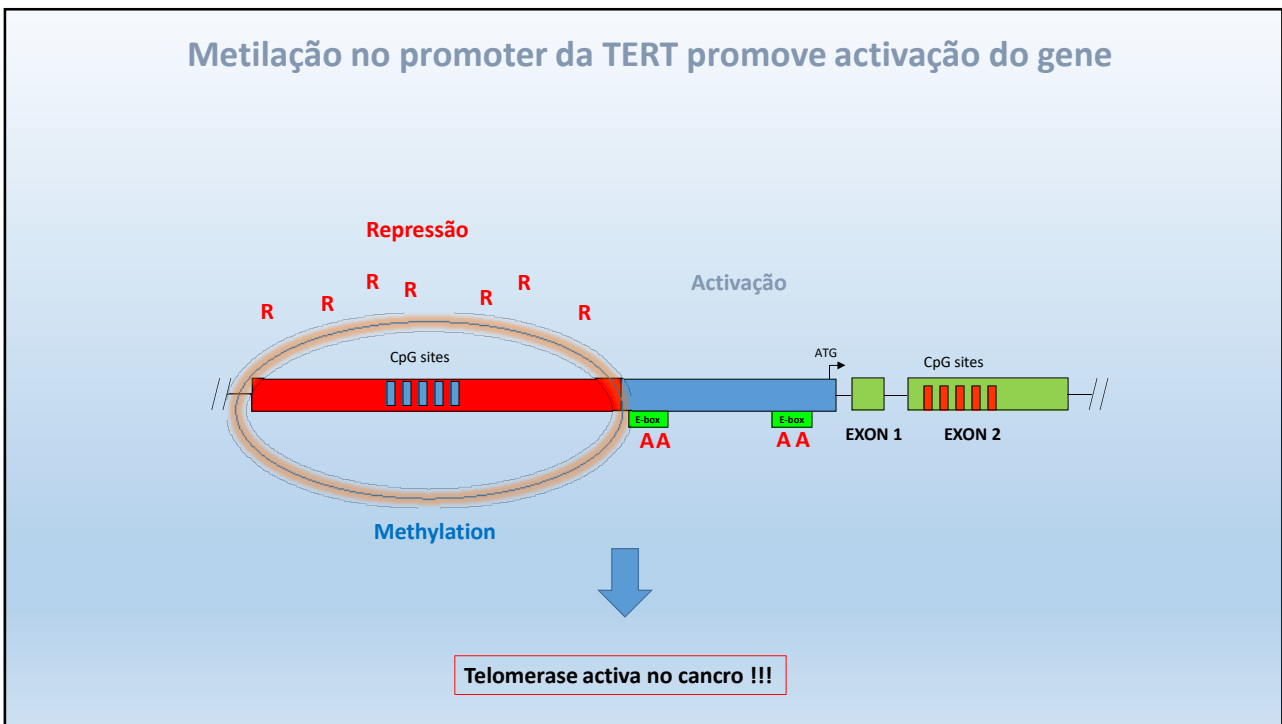 Metilação no promoter da TERT promove activação do gene
Repressão
R R R R R R R
Activação
CpG sites
ATG
CpG sites
E-box
E-box
A A
A A
EXON 1
EXON 2
Methylation
Telomerase activa no cancro !!!